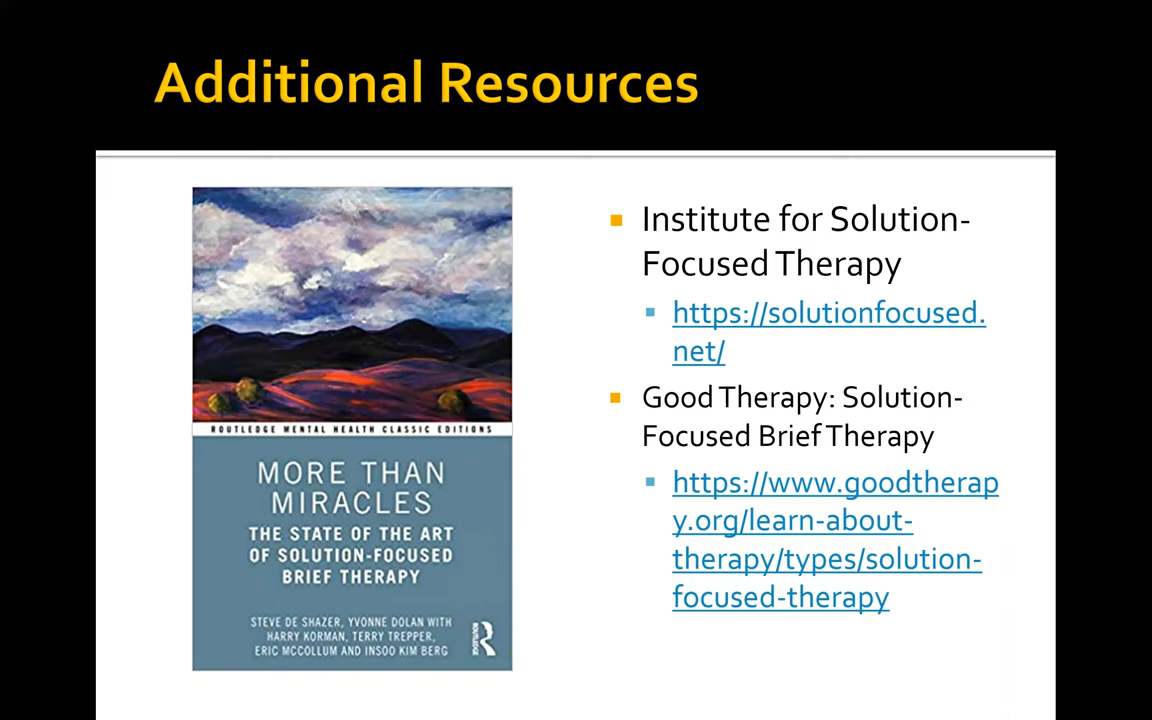 Additional Resources
ROUTLEDGE MENTAL HEALTH CLASSIC EDITIONS
MORE THAN
MIRACLES
THE STATE OF THE ART
OF SOLUTION-FOCUSED
BRIEF THERAPY
STEVE DE SHAZER, YVONNE DOLAN WITH
HARRY KORMAN, TERRY TREPPER,
ERIC MCCOLLUM AND INSOO KIM BERG
ROUTLEDGE
Institute for Solution-
Focused Therapy
https://solutionfocused.
net/
Good Therapy: Solution-
Focused Brief Therapy
https://www.goodtherap
y.org/learn-about-
therapy/types/solution-
focused-therapy